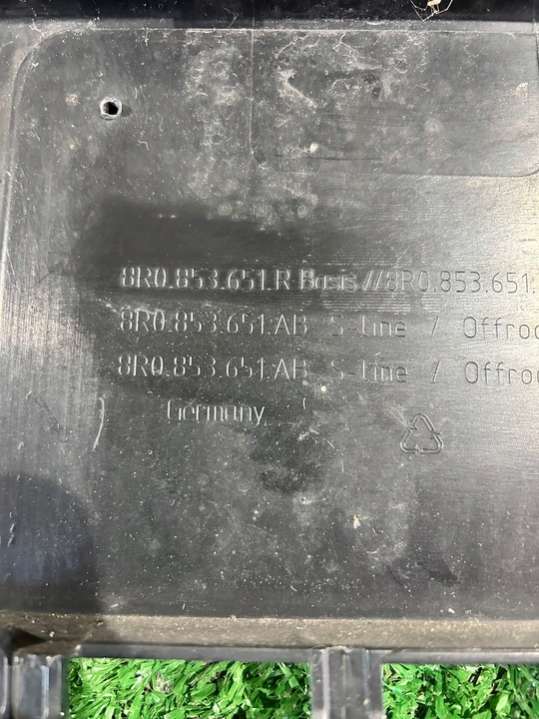 8R0.853.651.R Basis//8R0.853.651.
8R0.853.651.AB S-Line / Offroa
8R0.853.651.AB S-Line / Offroa
Germany